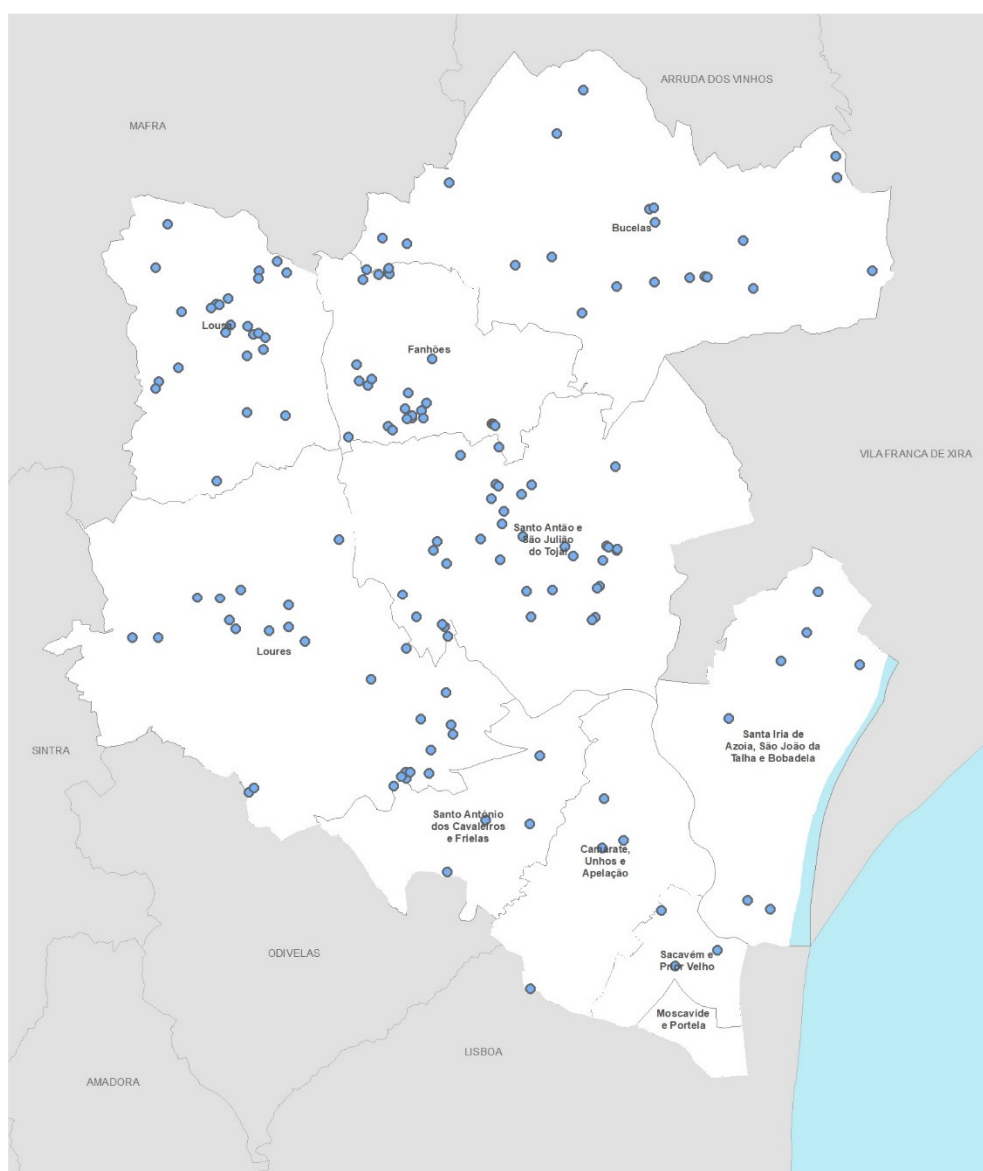 ARRUDA DOS VINHOS
MAFRA
Bucelas
Lousa
Fanhões
VILA FRANCA DE XIRA
Santo Antão e
São Julião
do Tojal
Loures
SINTRA
Santa Iria de
Azoia, São João da
Talha e Bobadela
Santo António
dos Cavaleiros
e Frielas
Camarate,
Unhos e
Apelação
ODIVELAS
Sacavém e
Prior Velho
Moscavide
e Portela
LISBOA
AMADORA